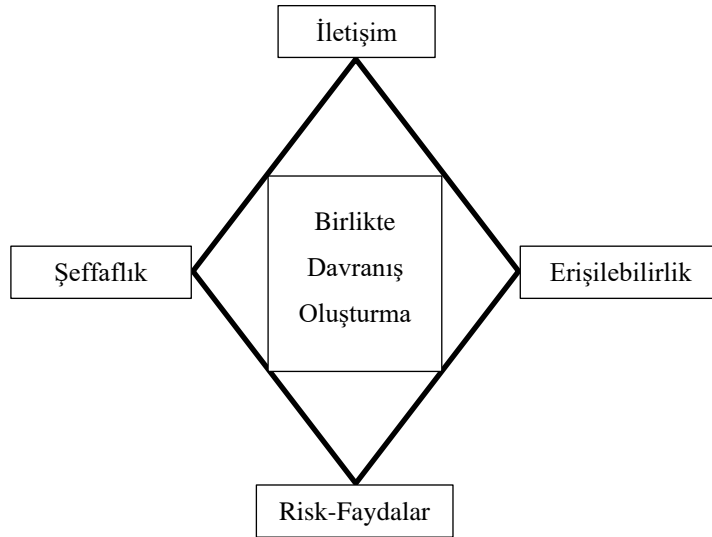 İletişim
Birlikte
Davranış
Oluşturma
Şeffaflık
Erişilebilirlik
Risk-Faydalar